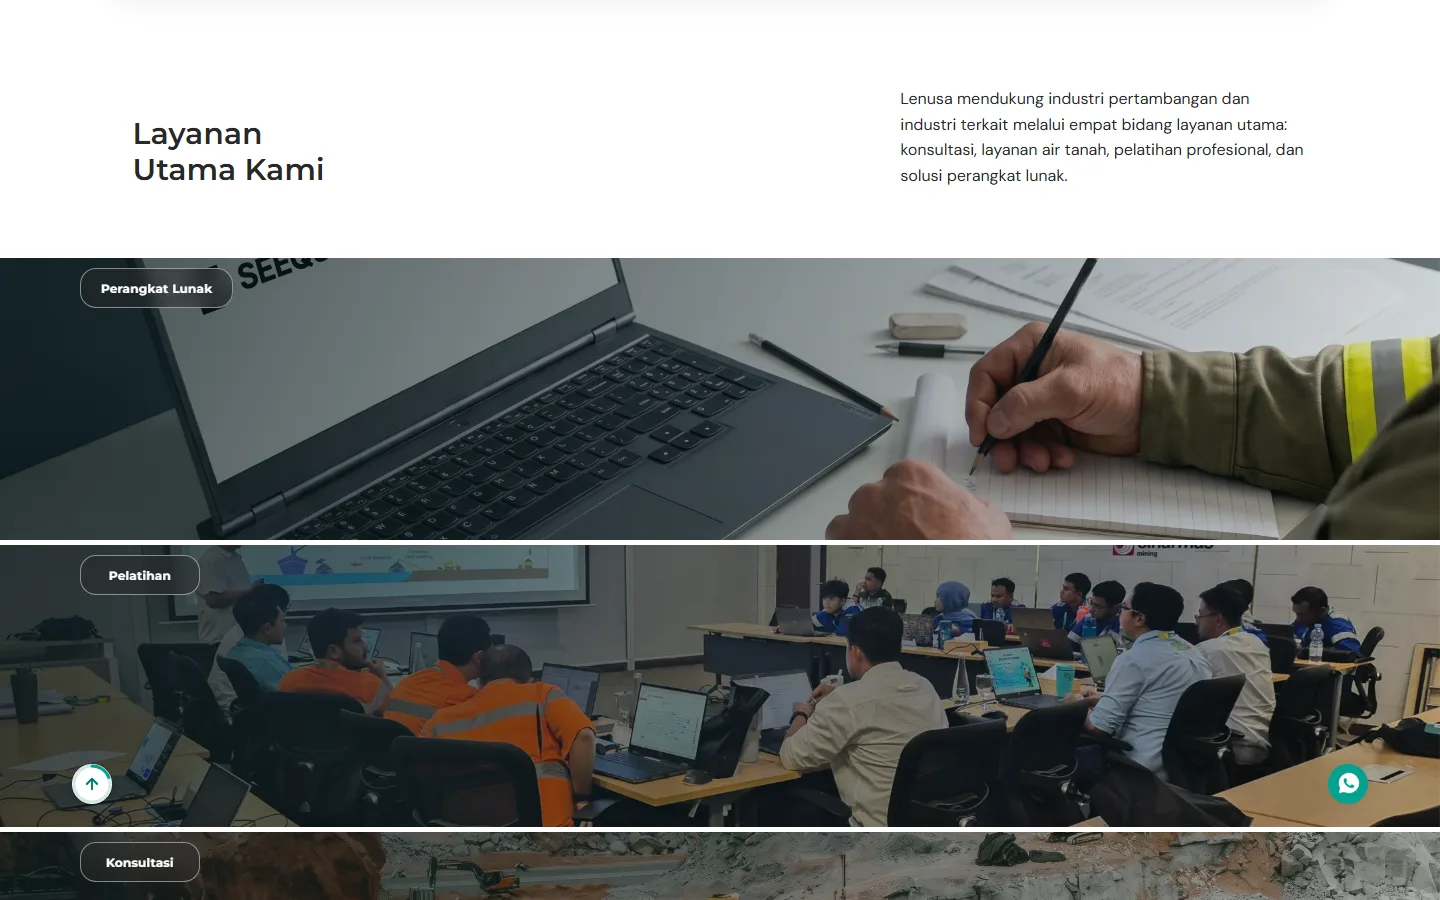 Layanan
Utama Kami
Lenusa mendukung industri pertambangan dan
industri terkait melalui empat bidang layanan utama:
konsultasi, layanan air tanah, pelatihan profesional, dan
solusi perangkat lunak.
Perangkat Lunak
Pelatihan
mining
Konsultasi